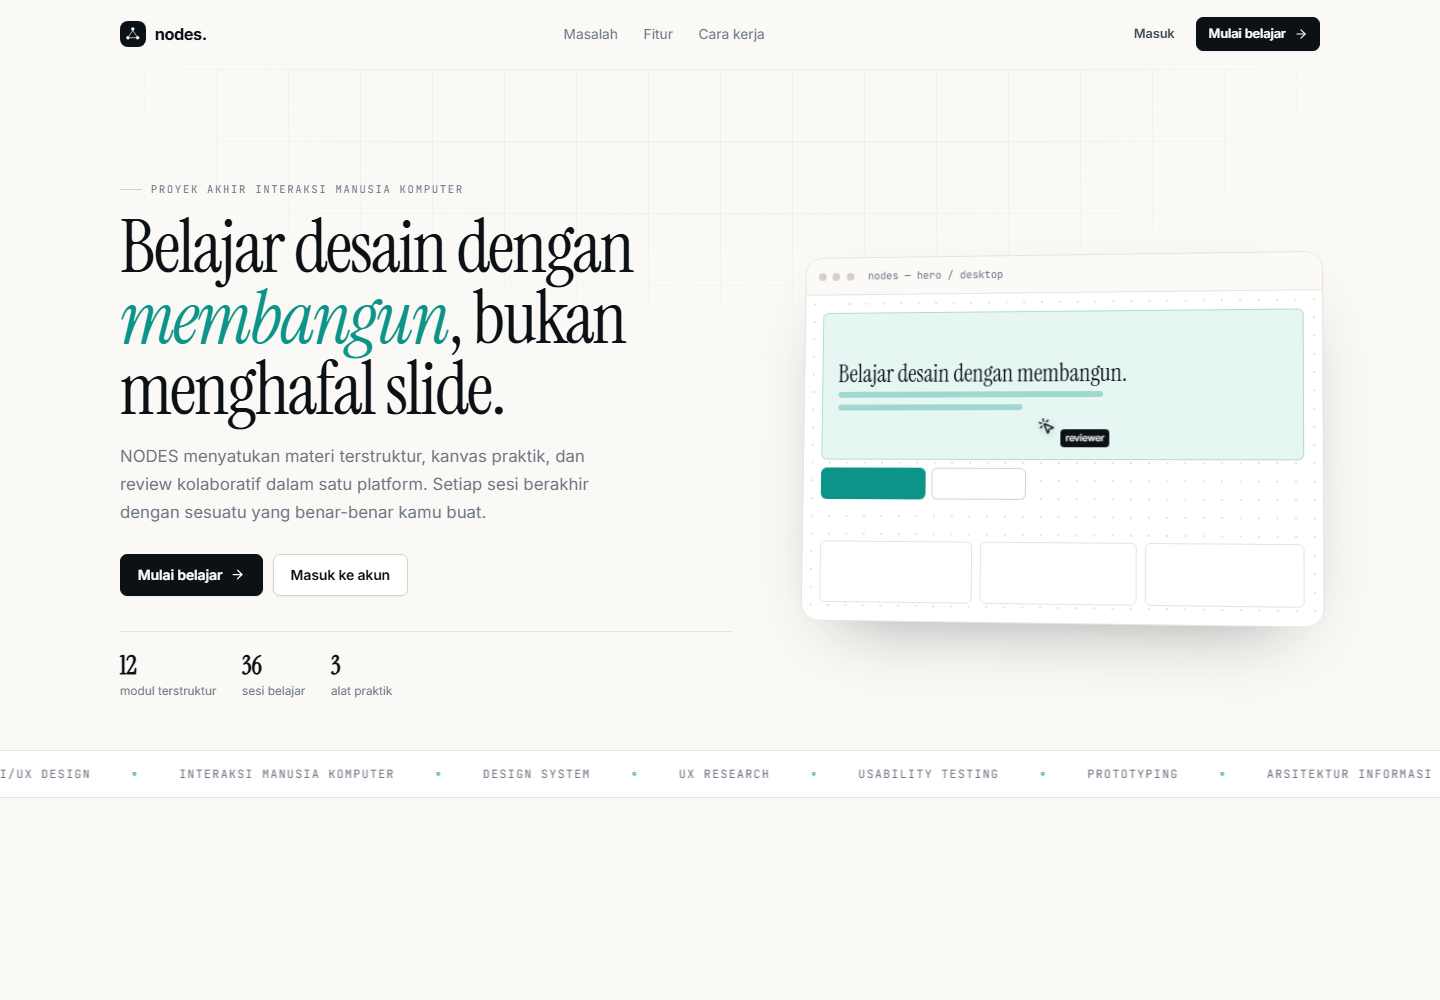 nodes.
Masalah
Fitur
Cara kerja
Masuk
Mulai belajar
PROYEK AKHIR INTERAKSI MANUSIA KOMPUTER
Belajar desain dengan
membangun, bukan
menghafal slide.
NODES menyatukan materi terstruktur, kanvas praktik, dan
review kolaboratif dalam satu platform. Setiap sesi berakhir
dengan sesuatu yang benar-benar kamu buat.
Mulai belajar
Masuk ke akun
12
modul terstruktur
36
sesi belajar
3
alat praktik
nodes — hero / desktop
Belajar desain dengan membangun.
reviewer
I/UX DESIGN
INTERAKSI MANUSIA KOMPUTER
DESIGN SYSTEM
UX RESEARCH
USABILITY TESTING
PROTOTYPING
ARSITEKTUR INFORMASI